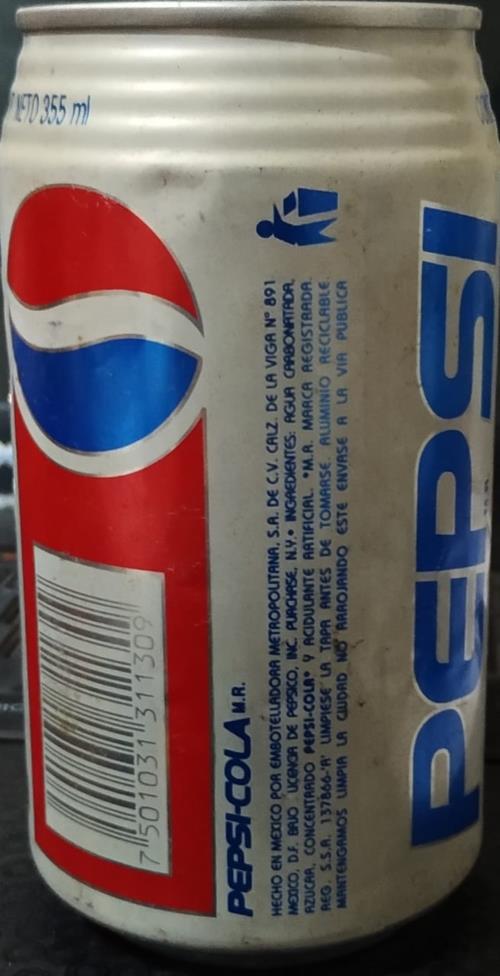 NETO 355 ml
7 501031 311309
PEPSI-COLA M.R.
HECHO EN MEXICO POR EMBOTELLADORA METROPOLITANA, S.A. DE C.V. CALZ. DE LA VIGA Nº 891
MEXICO, D.F. BAJO LICENCIA DE PEPSICO, INC. PURCHASE, N.Y. • INGREDIENTES: AGUA CARBONATADA,
AZUCAR, CONCENTRADO PEPSI-COLA* Y ACIDULANTE ARTIFICIAL. *M.R. MARCA REGISTRADA.
REG. S.S.A. 137866-"A" LIMPIESE LA TAPA ANTES DE TOMARSE. ALUMINIO RECICLABLE.
MANTENGAMOS LIMPIA LA CIUDAD NO ARROJANDO ESTE ENVASE A LA VIA PUBLICA
PEPSI